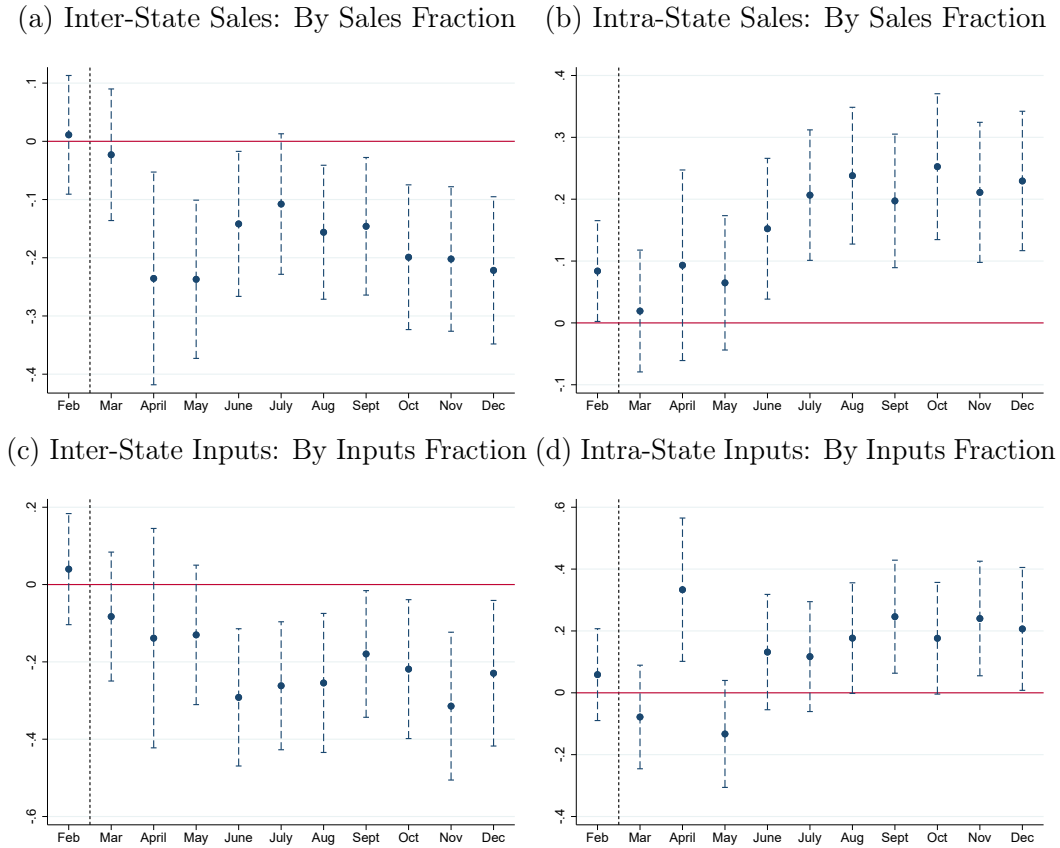 (a) Inter-State Sales: By Sales Fraction
(b) Intra-State Sales: By Sales Fraction
.1
0
-.1
-.2
-.3
-.4
Feb Mar April May June July Aug Sept Oct Nov Dec
.4
.3
.2
.1
0
-.1
Feb Mar April May June July Aug Sept Oct Nov Dec
(c) Inter-State Inputs: By Inputs Fraction
(d) Intra-State Inputs: By Inputs Fraction
.2
0
-.2
-.4
-.6
Feb Mar April May June July Aug Sept Oct Nov Dec
.6
.4
.2
0
-.2
-.4
Feb Mar April May June July Aug Sept Oct Nov Dec